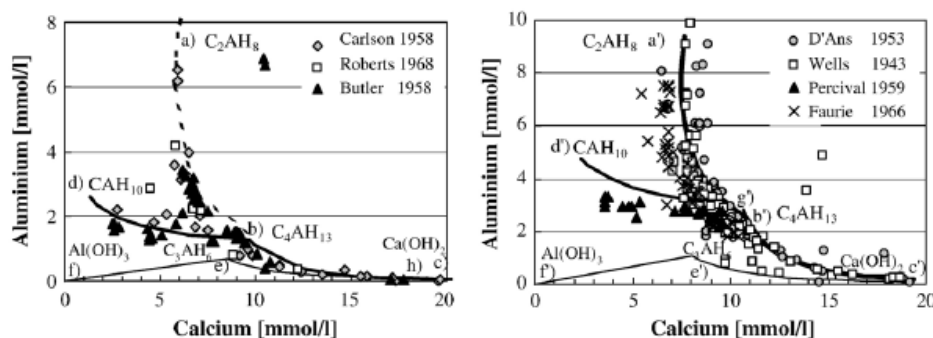 8
6
4
2
0
0
5
10
15
20
Aluminium [mmol/l]
Calcium [mmol/l]
a)
C₂AH₈
Carlson 1958
Roberts 1968
Butler 1958
d) CAH₁₀
b)
C₄AH₁₃
Al(OH)₃
C₃AH₆
Ca(OH)₂
f)
e)
h)
c)
10
8
6
4
2
0
0
5
10
15
20
Aluminium [mmol/l]
Calcium [mmol/l]
C₂AH₈
a')
D'Ans 1953
Wells 1943
Percival 1959
Faurie 1966
d')
CAH₁₀
g')
b')
C₄AH₁₃
Al(OH)₃
C₃AH₆
Ca(OH)₂
c')
f'
e')